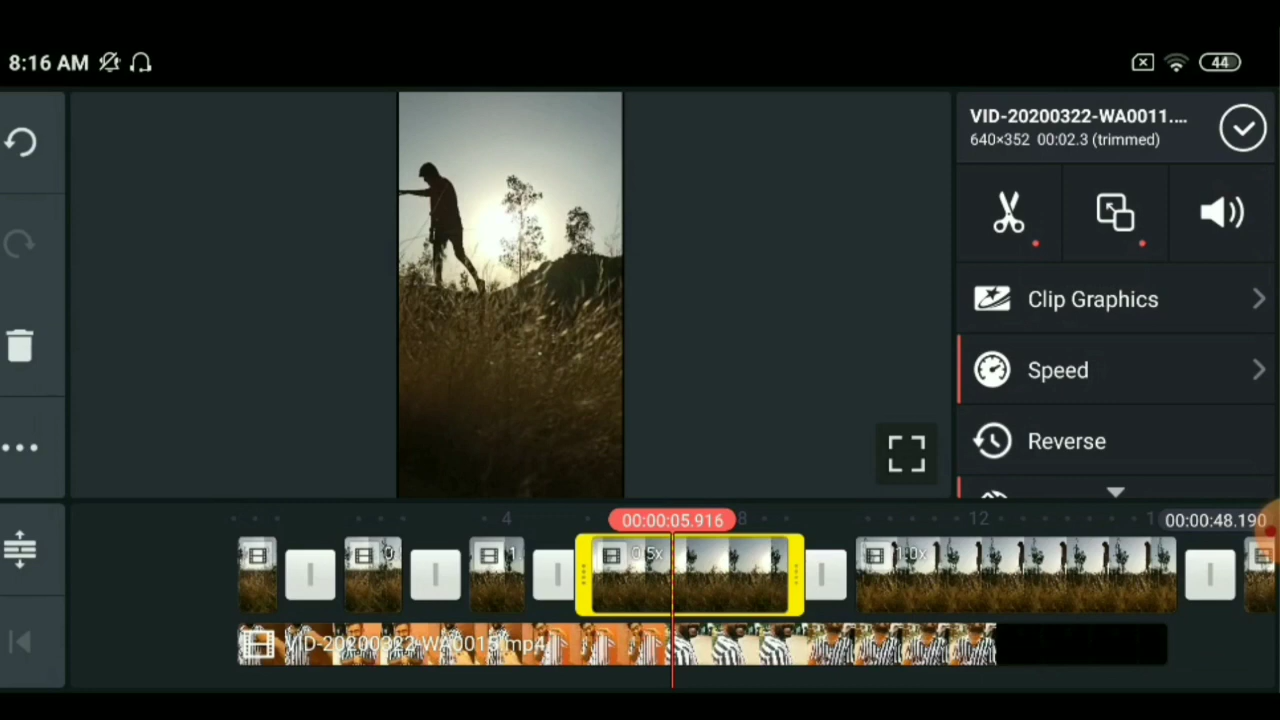 8:16 AM
44
VID-20200322-WA0011....
640×352 00:02.3 (trimmed)
Clip Graphics
Speed
Reverse
4
00:00:05.916
8
12
00:00:48.190
0.5x
1.0x
VID-20200322-WA0015.mp4